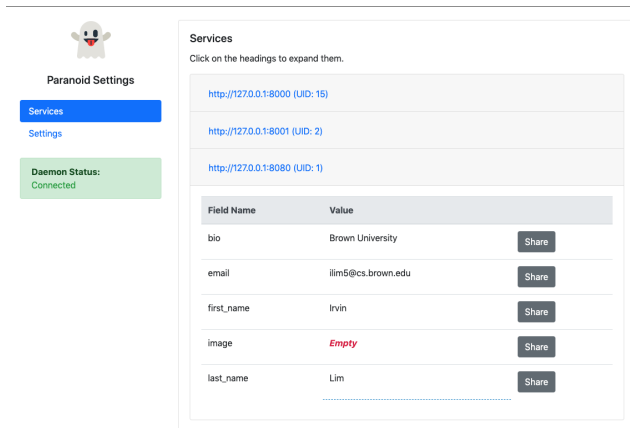 Paranoid Settings
Services
Settings
Daemon Status:
Connected
Services
Click on the headings to expand them.
http://127.0.0.1:8000 (UID: 15)
http://127.0.0.1:8001 (UID: 2)
http://127.0.0.1:8080 (UID: 1)
Field Name Value
bio Brown University Share
email ilim5@cs.brown.edu Share
first_name Irvin Share
image Empty Share
last_name Lim Share